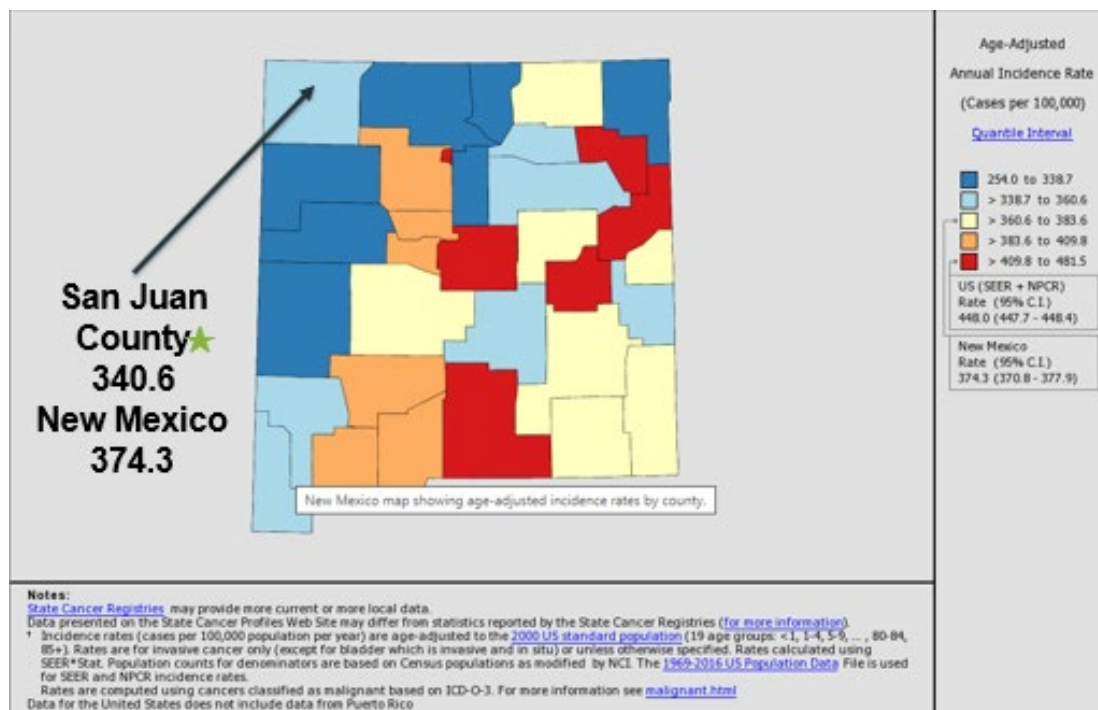 San Juan
County
340.6
New Mexico
374.3
New Mexico map showing age-adjusted incidence rates by county.
Age-Adjusted
Annual Incidence Rate
(Cases per 100,000)
Quantile Interval
254.0 to 338.7
> 338.7 to 360.6
> 360.6 to 383.6
> 383.6 to 409.8
> 409.8 to 481.5
US (SEER + NPCR)
Rate (95% C.I.)
448.0 (447.7 - 448.4)
New Mexico
Rate (95% C.I.)
374.3 (370.8 - 377.9)
Notes:
State Cancer Registries may provide more current or more local data.
Data presented on the State Cancer Profiles Web Site may differ from statistics reported by the State Cancer Registries (for more information).
† Incidence rates (cases per 100,000 population per year) are age-adjusted to the 2000 US standard population (19 age groups: <1, 1-4, 5-9, ... , 80-84,
85+). Rates are for invasive cancer only (except for bladder which is invasive and in situ) or unless otherwise specified. Rates calculated using
SEER*Stat. Population counts for denominators are based on Census populations as modified by NCI. The 1969-2016 US Population Data File is used
for SEER and NPCR incidence rates.
Rates are computed using cancers classified as malignant based on ICD-O-3. For more information see malignant.html
Data for the United States does not include data from Puerto Rico